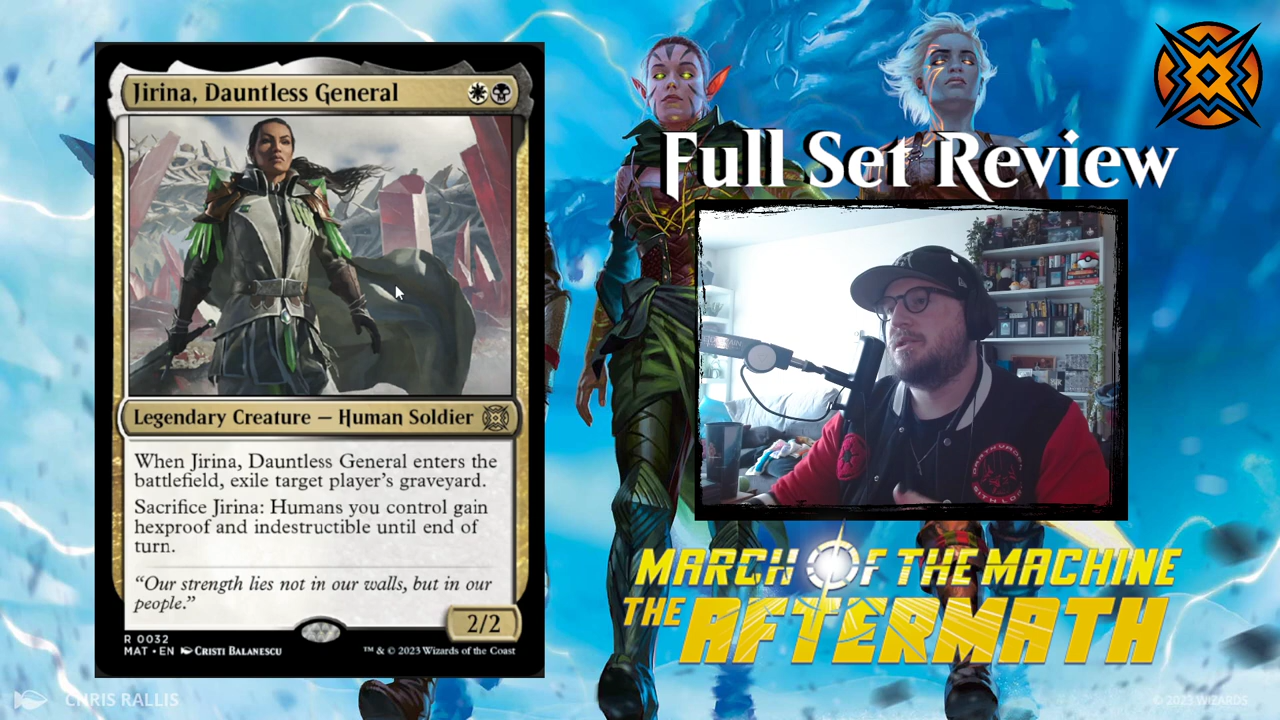 Jirina, Dauntless General
Legendary Creature — Human Soldier
When Jirina, Dauntless General enters the
battlefield, exile target player's graveyard.
Sacrifice Jirina: Humans you control gain
hexproof and indestructible until end of
turn.
“Our strength lies not in our walls, but in our
people.”
2/2
R 0032
MAT • EN Cristi Balanescu
™ & © 2023 Wizards of the Coast
CHRIS RALLIS
Full Set Review
MARCH OF THE MACHINE
THE AFTERMATH
© 2023 WIZARDS